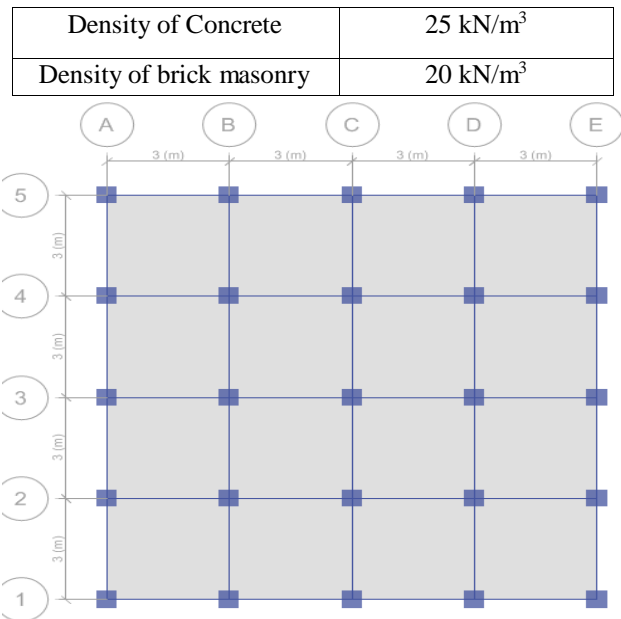 Density of Concrete 25 kN/m³
Density of brick masonry 20 kN/m³
A B C D E
3 (m) 3 (m) 3 (m) 3 (m)
5
3 (m)
4
3 (m)
3
3 (m)
2
3 (m)
1